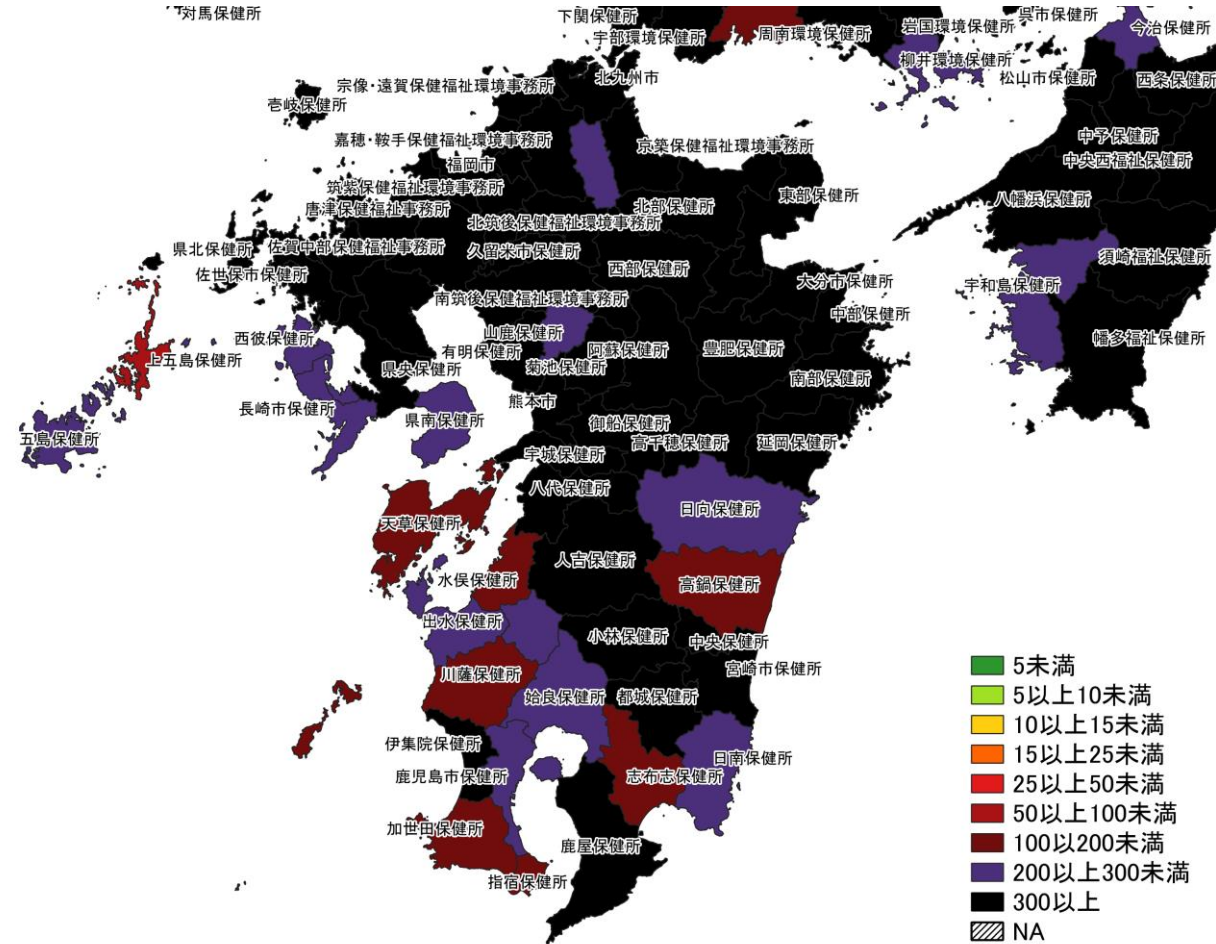 対馬保健所
下関保健所
宇部環境保健所
周南環境保健所
岩国環境保健所
呉市保健所
今治保健所
柳井環境保健所
松山市保健所
西条保健所
北九州市
宗像・遠賀保健福祉環境事務所
壱岐保健所
嘉穂・鞍手保健福祉環境事務所
京築保健福祉環境事務所
中予保健所
福岡市
中央西福祉保健所
筑紫保健福祉環境事務所
東部保健所
唐津保健福祉事務所
北部保健所
八幡浜保健所
北筑後保健福祉環境事務所
県北保健所
佐賀中部保健福祉事務所
久留米市保健所
須崎福祉保健所
佐世保市保健所
西部保健所
大分市保健所
宇和島保健所
南筑後保健福祉環境事務所
中部保健所
西彼保健所
山鹿保健所
幡多福祉保健所
上五島保健所
有明保健所
阿蘇保健所
豊肥保健所
県央保健所
菊池保健所
南部保健所
長崎市保健所
熊本市
県南保健所
御船保健所
五島保健所
高千穂保健所
延岡保健所
宇城保健所
八代保健所
日向保健所
天草保健所
人吉保健所
水俣保健所
高鍋保健所
出水保健所
小林保健所
中央保健所
川薩保健所
宮崎市保健所
姶良保健所
都城保健所
伊集院保健所
日南保健所
鹿児島市保健所
志布志保健所
加世田保健所
鹿屋保健所
指宿保健所
5未満
5以上10未満
10以上15未満
15以上25未満
25以上50未満
50以上100未満
100以200未満
200以上300未満
300以上
NA